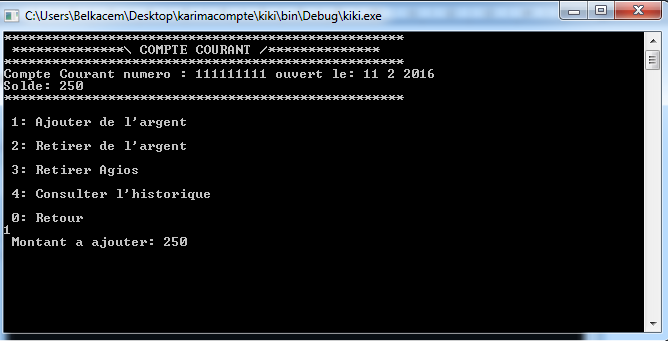 C:\Users\Belkacem\Desktop\karimacompte\kiki\bin\Debug\kiki.exe
**************************************************
**************\ COMPTE COURANT /**************
**************************************************
Compte Courant numero : 111111111 ouvert le: 11 2 2016
Solde: 250
**************************************************
1: Ajouter de l'argent
2: Retirer de l'argent
3: Retirer Agios
4: Consulter l'historique
0: Retour
1
Montant a ajouter: 250